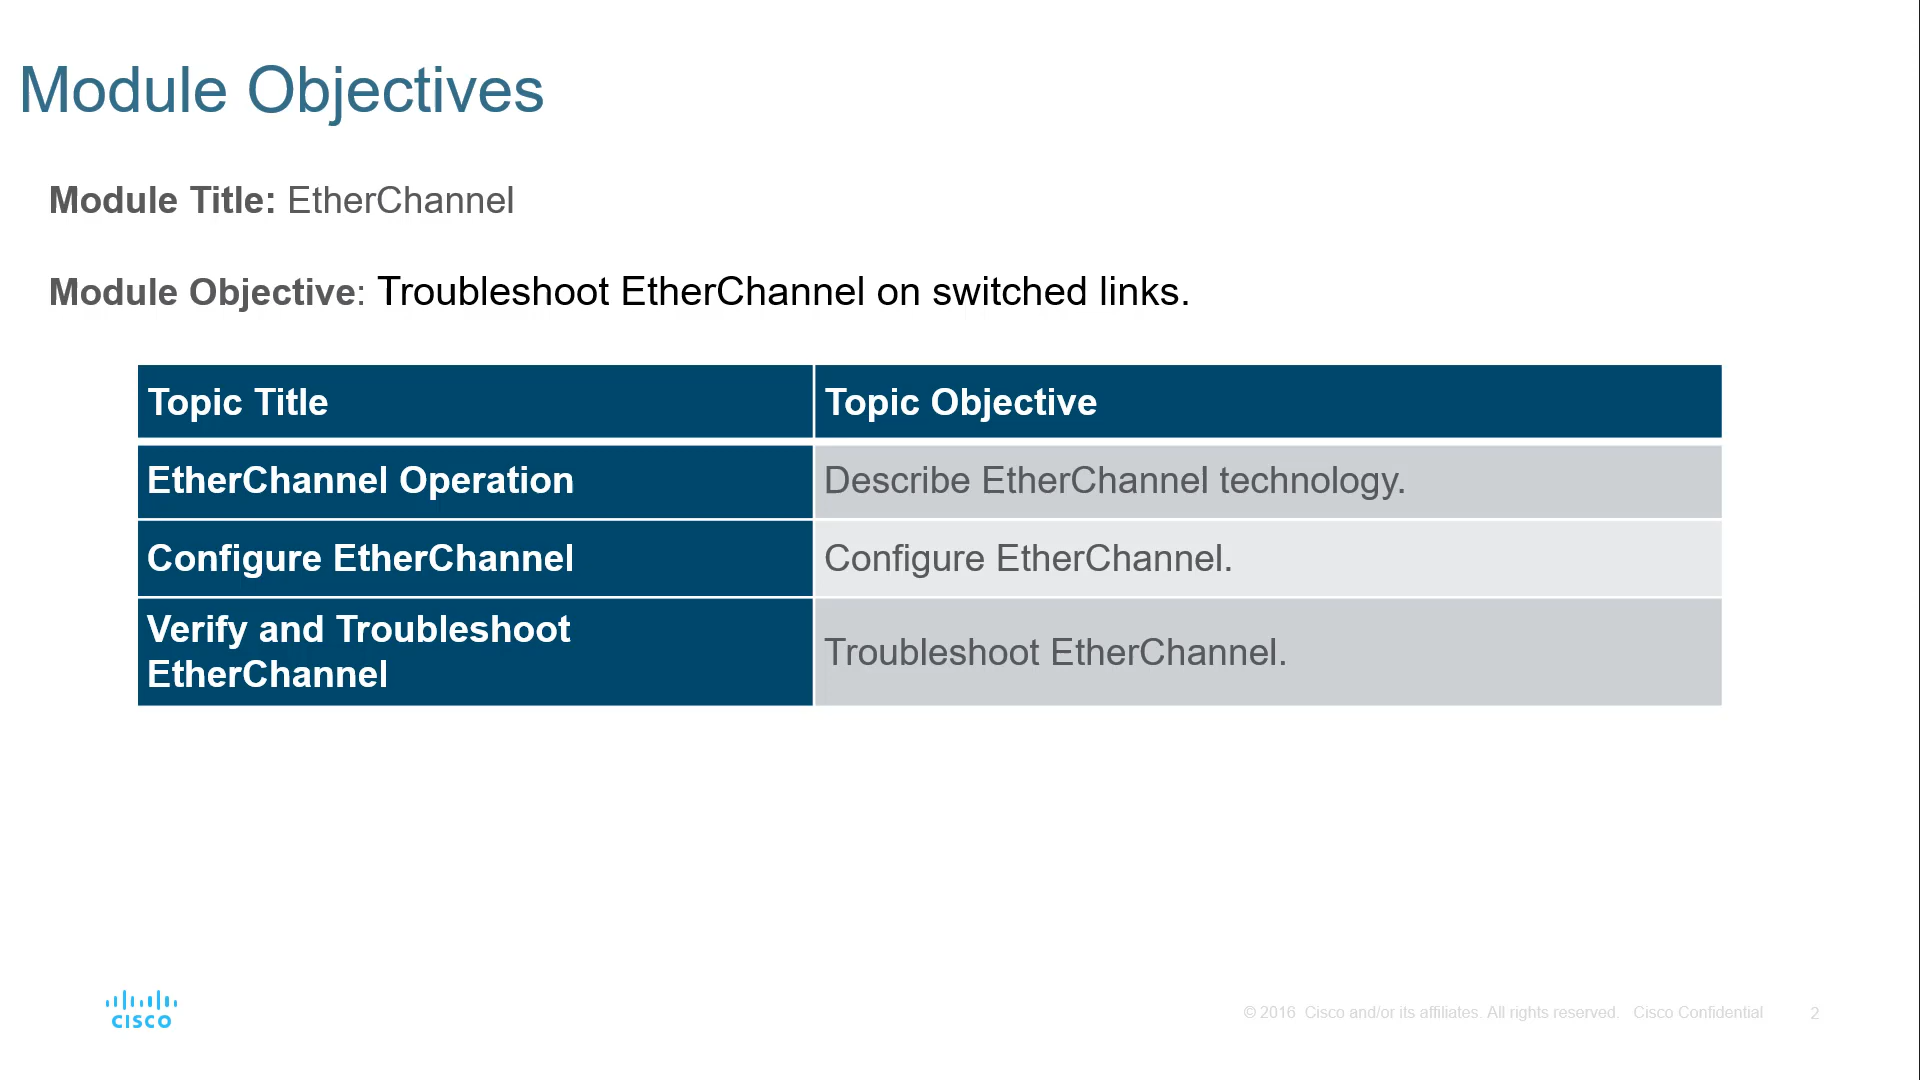 Module Objectives
Module Title: EtherChannel
Module Objective: Troubleshoot EtherChannel on switched links.
Topic Title Topic Objective
EtherChannel Operation Describe EtherChannel technology.
Configure EtherChannel Configure EtherChannel.
Verify and Troubleshoot
EtherChannel Troubleshoot EtherChannel.
CISCO
© 2016 Cisco and/or its affiliates. All rights reserved. Cisco Confidential 2